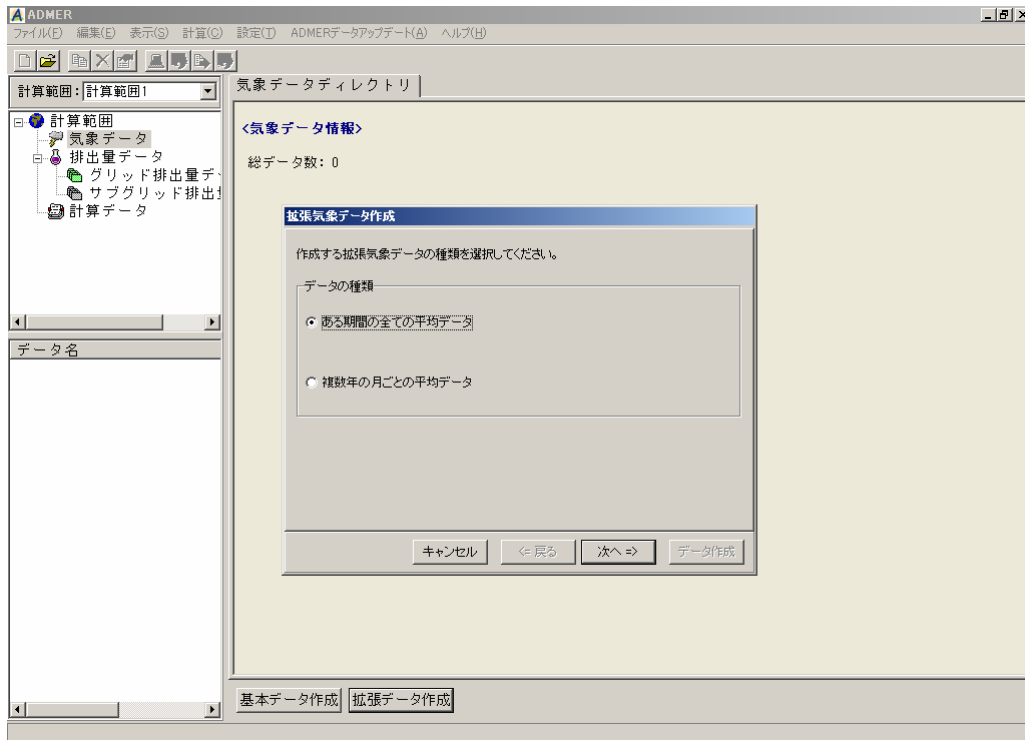 ADMER
ファイル(F) 編集(E) 表示(S) 計算(C) 設定(T) ADMERデータアップデート(A) ヘルプ(H)
計算範囲: 計算範囲1
気象データディレクトリ
計算範囲
気象データ
排出量データ
グリッド排出量デ
サブグリッド排出
計算データ
データ名
<気象データ情報>
総データ数: 0
拡張気象データ作成
作成する拡張気象データの種類を選択してください。
データの種類
ある期間の全ての平均データ
複数年の月ごとの平均データ
キャンセル <= 戻る 次へ => データ作成
基本データ作成 拡張データ作成